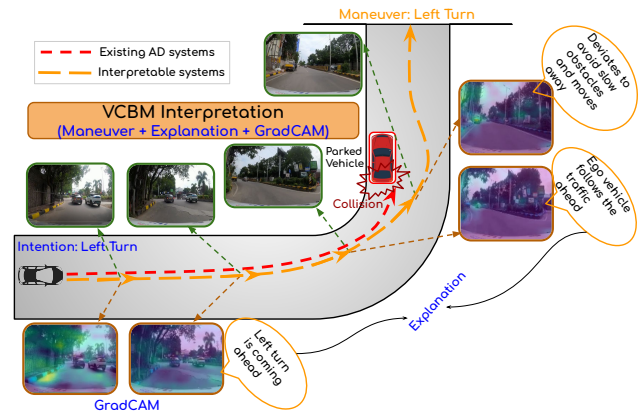 Maneuver: Left Turn
Existing AD systems
Interpretable systems
VCBM Interpretation
(Maneuver + Explanation + GradCAM)
Deviates to
avoid slow
obstacles
and moves
away
Parked
Vehicle
Collision
Ego vehicle
follows the
traffic
ahead
Intention: Left Turn
Explanation
Left turn
is coming
ahead
GradCAM